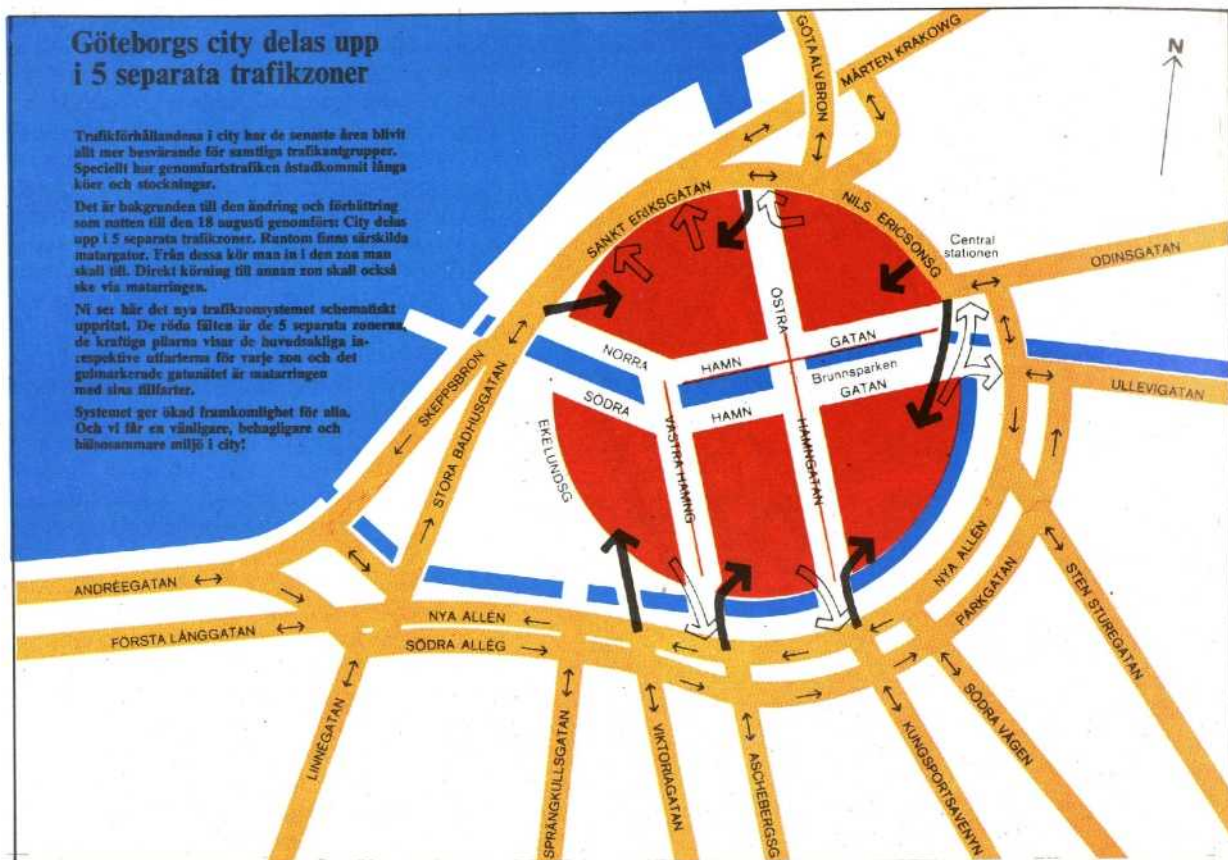 Göteborgs city delas upp
i 5 separata trafikzoner
Trafikförhållandena i city har de senaste åren blivit
allt mer besvärande för samtliga trafikantgrupper.
Speciellt har genomfartstrafiken åstadkommit långa
köer och stockningar.
Det är bakgrunden till den ändring och förbättring
som natten till den 18 augusti genomförs: City delas
upp i 5 separata trafikzoner. Runtom finns särskilda
matargator. Från dessa kör man in i den zon man
skall till. Direkt körning till annan zon skall också
ske via matarringen.
Ni ser här det nya trafikzonsystemet schematiskt
uppritat. De röda fälten är de 5 separata zonerna,
de kraftiga pilarna visar de huvudsakliga in-
respektive utfarterna för varje zon och det
gulmarkerade gatunätet är matarringen
med sina tillfarter.
Systemet ger ökad framkomlighet för alla.
Och vi får en vänligare, behagligare och
hälsosammare miljö i city!
N
GÖTAÄLVBRON
MÅRTEN KRAKOWG
SANKT ERIKSGATAN
NILS ERICSONSG
Central
stationen
ODINSGATAN
ÖSTRA
NORRA
HAMN
GATAN
Brunnsparken
SÖDRA
HAMN
GATAN
ULLEVIGATAN
SKEPPSBRON
STORA BADHUSGATAN
EKELUNDSG
VÄSTRA HAMNG
HAMNGATAN
ANDRÉEGATAN
FÖRSTA LÅNGGATAN
NYA ALLÉN
SÖDRA ALLÉG
NYA ALLÉN
PARKGATAN
STEN STUREGATAN
LINNÉGATAN
SPRÄNGKULLSGATAN
VIKTORIAGATAN
ASCHEBERGSG
KUNGSPORTSAVENYN
SÖDRA VÄGEN